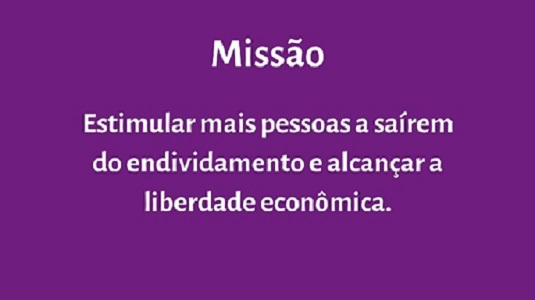 Missão
Estimular mais pessoas a saírem
do endividamento e alcançar a
liberdade econômica.